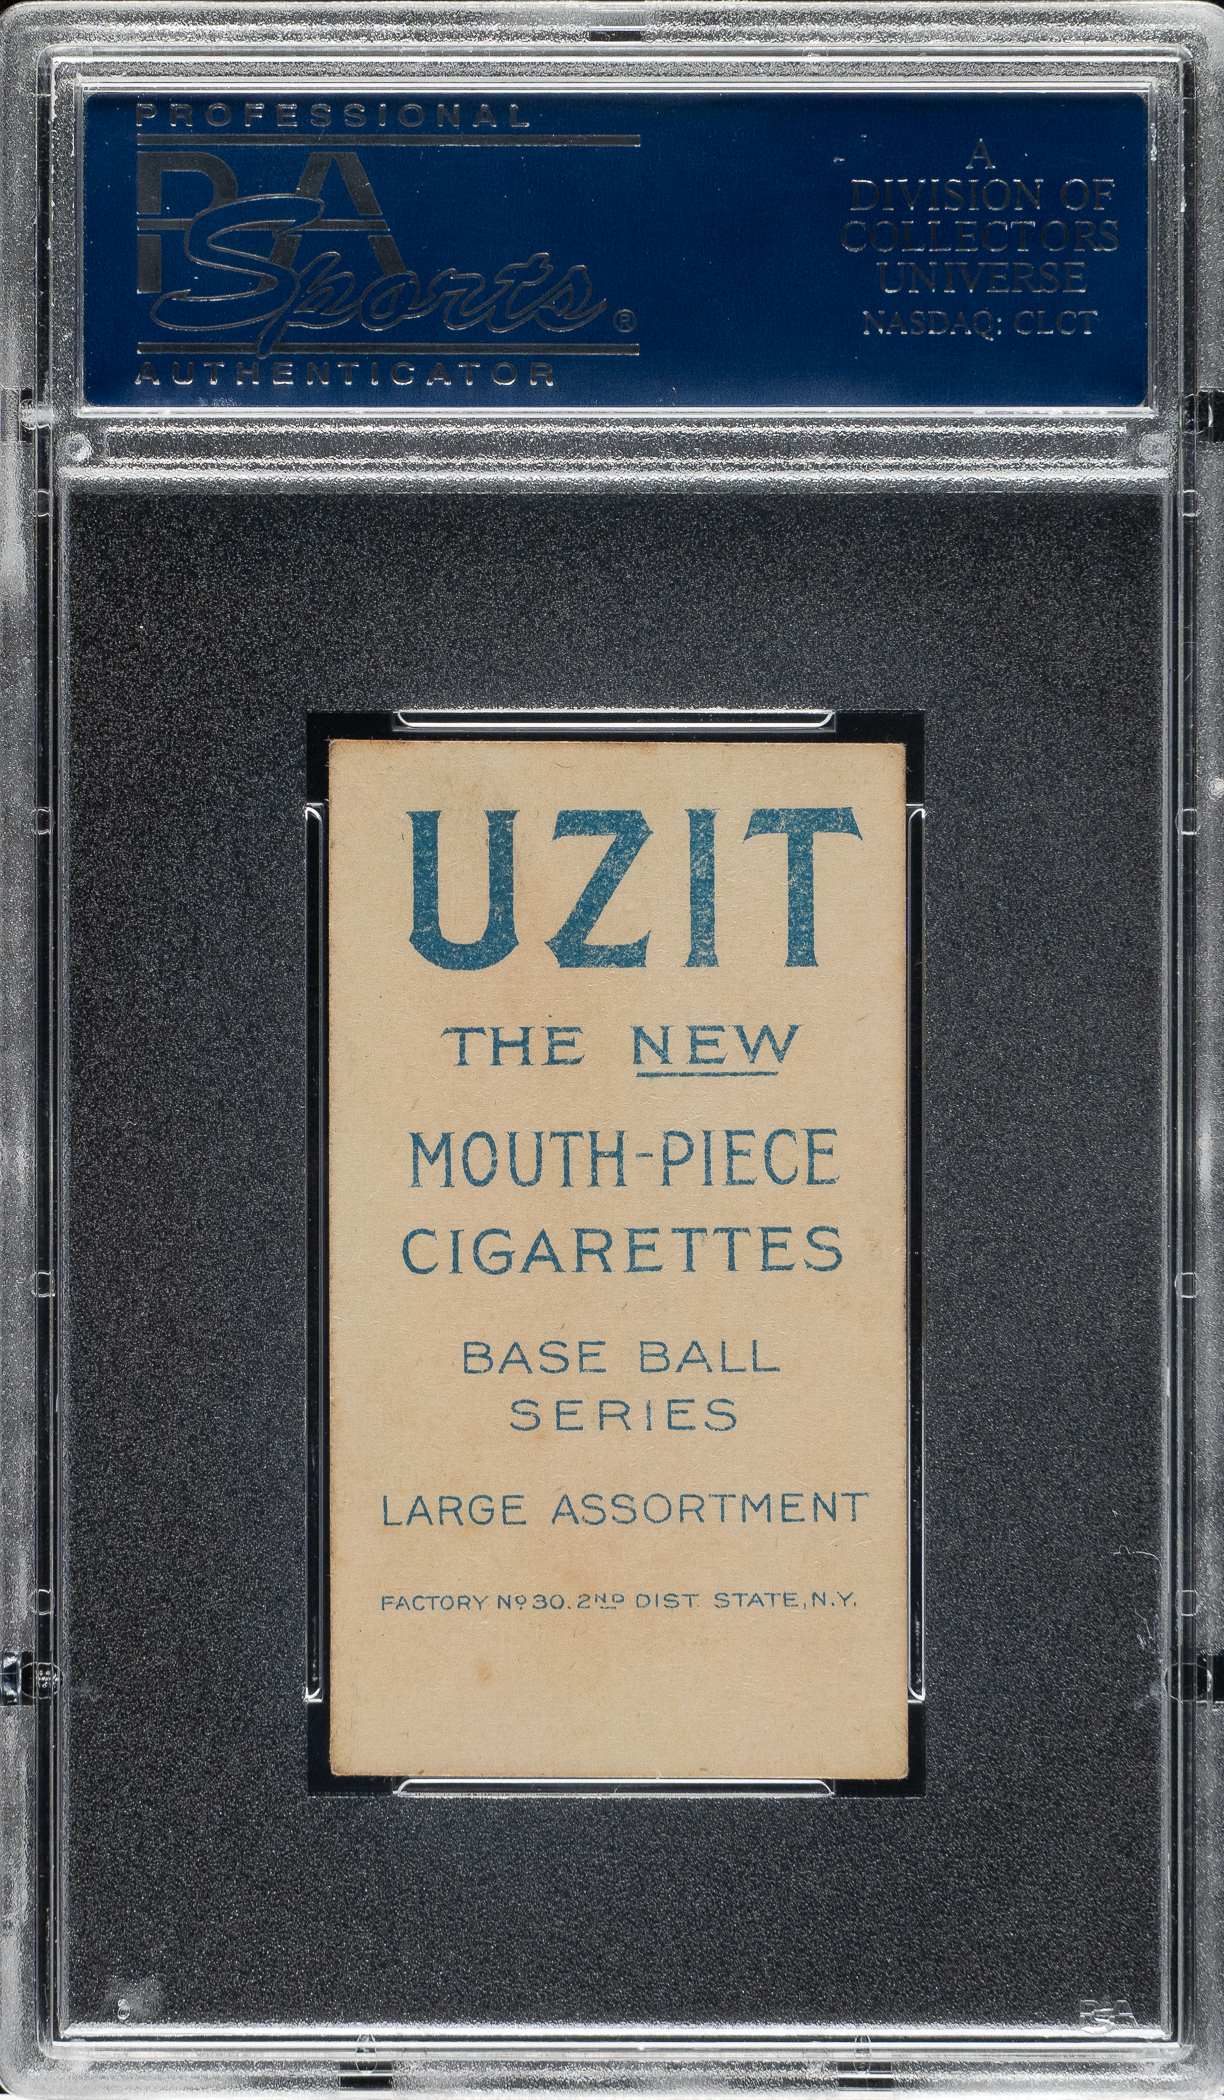 PROFESSIONAL
PSA
Sports®
AUTHENTICATOR
A
DIVISION OF
COLLECTORS
UNIVERSE
NASDAQ: CLCT
UZIT
THE NEW
MOUTH-PIECE
CIGARETTES
BASE BALL
SERIES
LARGE ASSORTMENT
FACTORY Nº 30. 2ND DIST. STATE, N.Y.
PSA